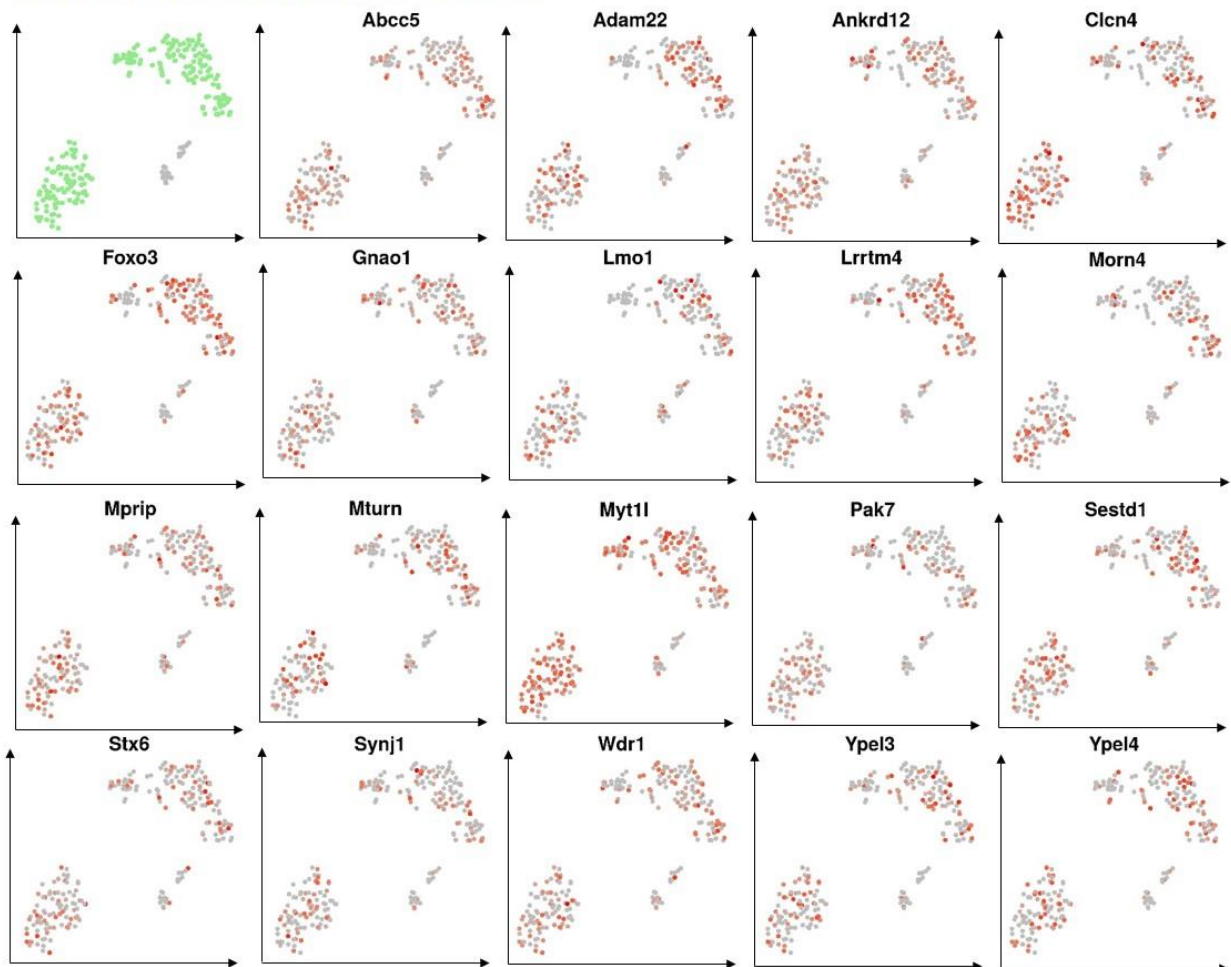 Abcc5 Adam22 Ankrd12 Clcn4
Foxo3 Gnao1 Lmo1 Lrrtm4 Morn4
Mprip Mturn Myt1l Pak7 Sestd1
Stx6 Synj1 Wdr1 Ypel3 Ypel4